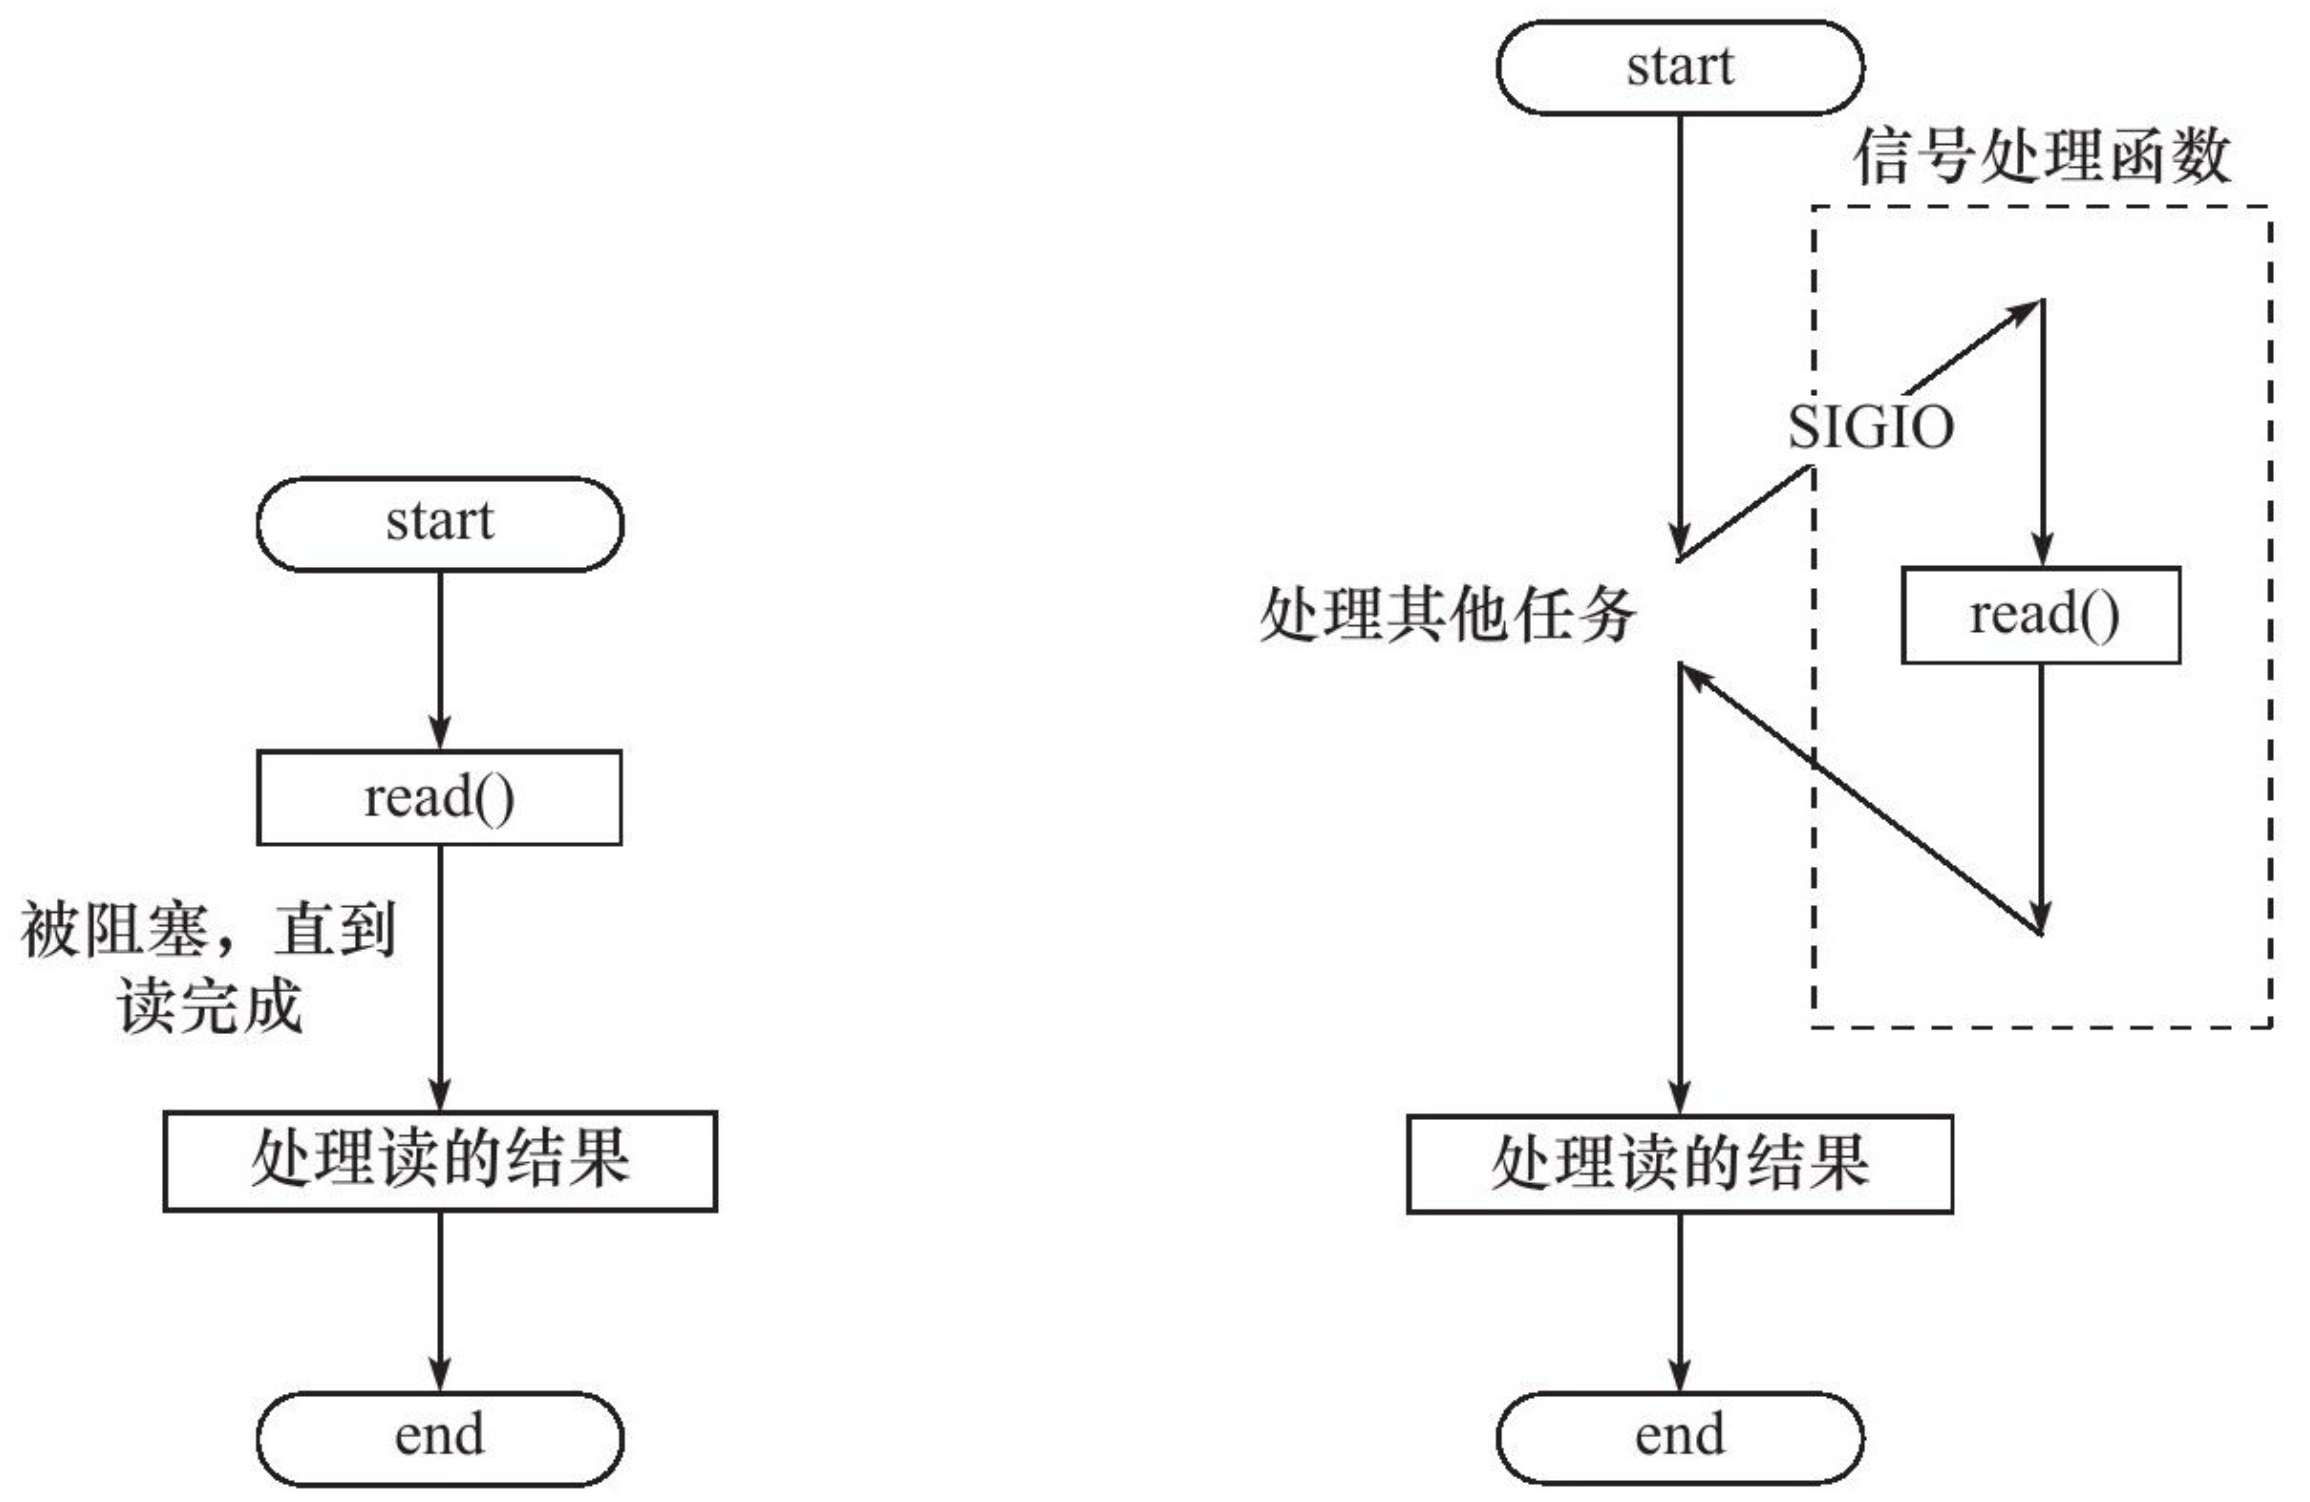 start
read()
被阻塞，直到
读完成
处理读的结果
end
start
信号处理函数
SIGIO
处理其他任务
read()
处理读的结果
end